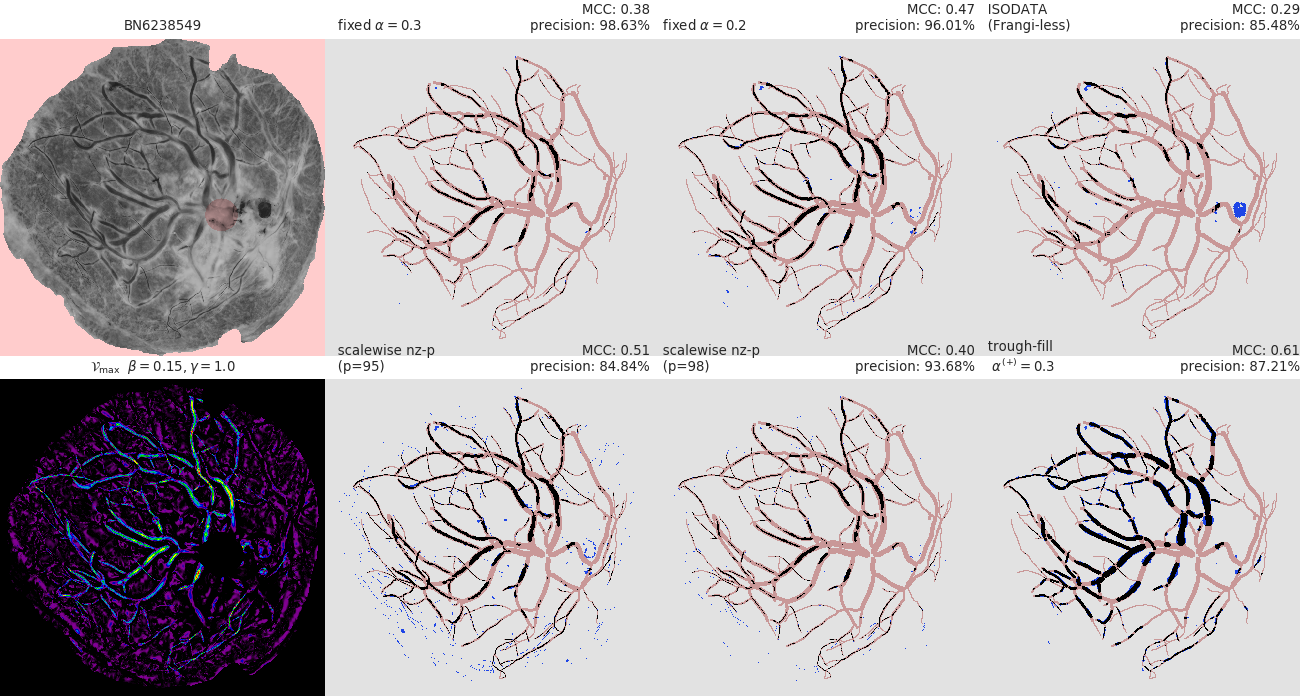 BN6238549
fixed α = 0.3
MCC: 0.38
precision: 98.63%
fixed α = 0.2
MCC: 0.47
precision: 96.01%
ISODATA
(Frangi-less)
MCC: 0.29
precision: 85.48%
𝒱max β = 0.15, γ = 1.0
scalewise nz-p
(p=95)
MCC: 0.51
precision: 84.84%
scalewise nz-p
(p=98)
MCC: 0.40
precision: 93.68%
trough-fill
α(+) = 0.3
MCC: 0.61
precision: 87.21%